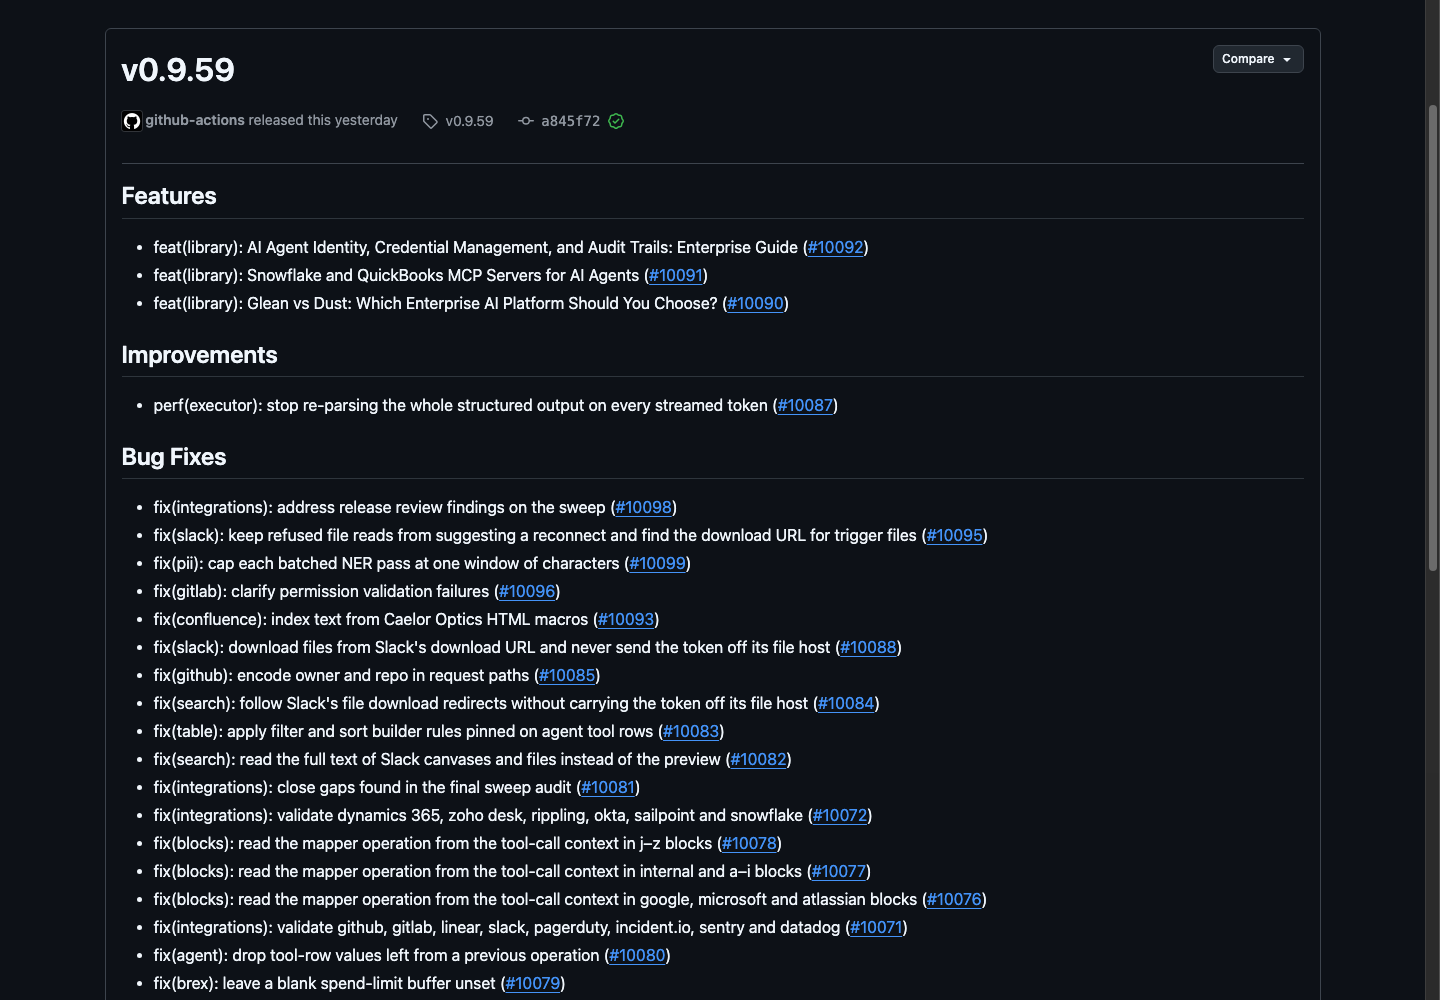 v0.9.59
Compare
github-actions released this yesterday v0.9.59 a845f72
Features
• feat(library): AI Agent Identity, Credential Management, and Audit Trails: Enterprise Guide (#10092)
• feat(library): Snowflake and QuickBooks MCP Servers for AI Agents (#10091)
• feat(library): Glean vs Dust: Which Enterprise AI Platform Should You Choose? (#10090)
Improvements
• perf(executor): stop re-parsing the whole structured output on every streamed token (#10087)
Bug Fixes
• fix(integrations): address release review findings on the sweep (#10098)
• fix(slack): keep refused file reads from suggesting a reconnect and find the download URL for trigger files (#10095)
• fix(pii): cap each batched NER pass at one window of characters (#10099)
• fix(gitlab): clarify permission validation failures (#10096)
• fix(confluence): index text from Caelor Optics HTML macros (#10093)
• fix(slack): download files from Slack's download URL and never send the token off its file host (#10088)
• fix(github): encode owner and repo in request paths (#10085)
• fix(search): follow Slack's file download redirects without carrying the token off its file host (#10084)
• fix(table): apply filter and sort builder rules pinned on agent tool rows (#10083)
• fix(search): read the full text of Slack canvases and files instead of the preview (#10082)
• fix(integrations): close gaps found in the final sweep audit (#10081)
• fix(integrations): validate dynamics 365, zoho desk, rippling, okta, sailpoint and snowflake (#10072)
• fix(blocks): read the mapper operation from the tool-call context in j–z blocks (#10078)
• fix(blocks): read the mapper operation from the tool-call context in internal and a–i blocks (#10077)
• fix(blocks): read the mapper operation from the tool-call context in google, microsoft and atlassian blocks (#10076)
• fix(integrations): validate github, gitlab, linear, slack, pagerduty, incident.io, sentry and datadog (#10071)
• fix(agent): drop tool-row values left from a previous operation (#10080)
• fix(brex): leave a blank spend-limit buffer unset (#10079)